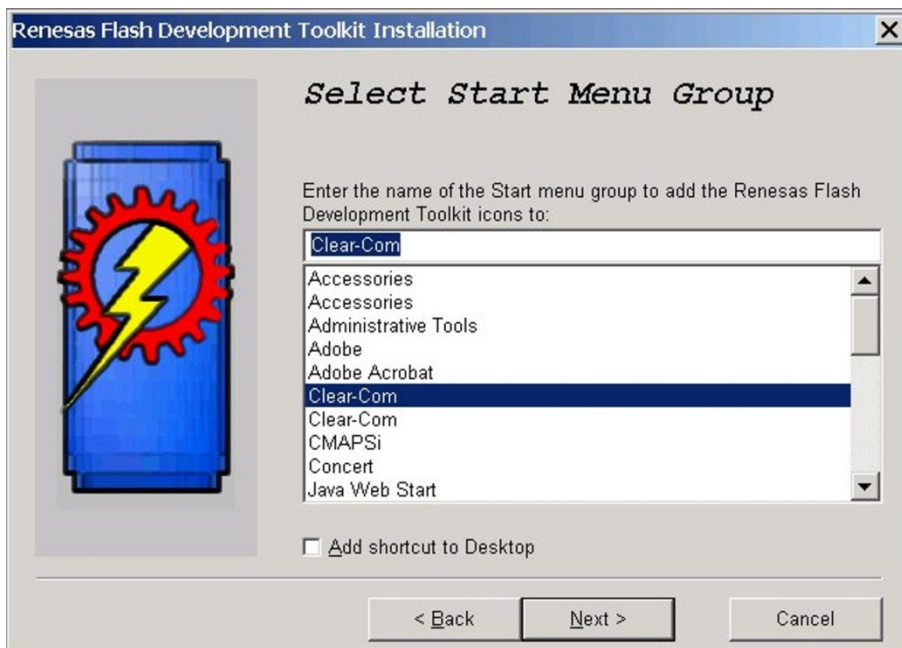 Renesas Flash Development Toolkit Installation
Select Start Menu Group
Enter the name of the Start menu group to add the Renesas Flash
Development Toolkit icons to:
Clear-Com
Accessories
Accessories
Administrative Tools
Adobe
Adobe Acrobat
Clear-Com
Clear-Com
CMAPSi
Concert
Java Web Start
Add shortcut to Desktop
< Back
Next >
Cancel